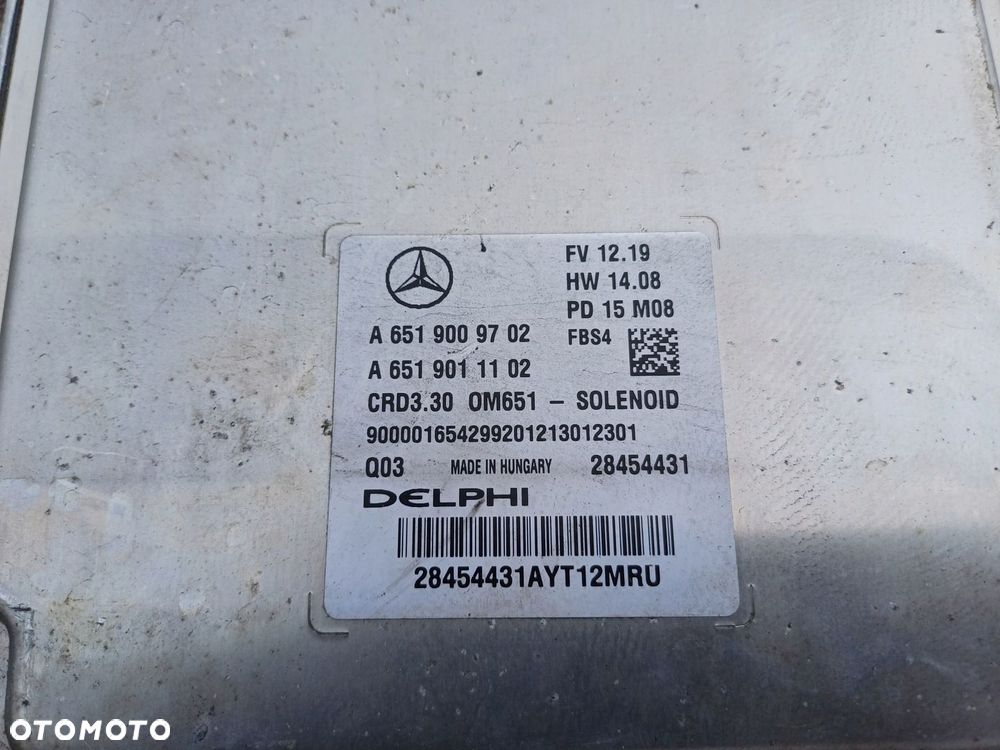 FV 12.19
HW 14.08
PD 15 M08
A 651 900 97 02 FBS4
A 651 901 11 02
CRD3.30 OM651 – SOLENOID
900001654299201213012301
Q03 MADE IN HUNGARY 28454431
DELPHI
28454431AYT12MRU
OTOMOTO